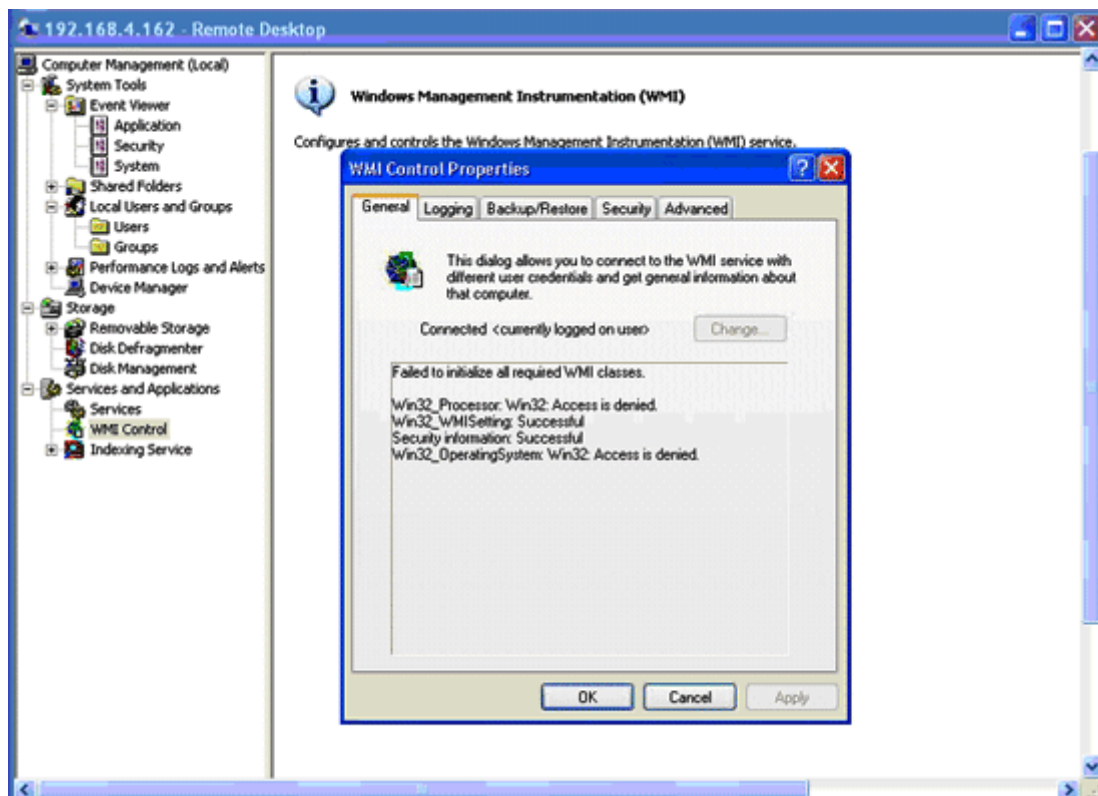 192.168.4.162 - Remote Desktop
Computer Management (Local)
System Tools
Event Viewer
Application
Security
System
Shared Folders
Local Users and Groups
Users
Groups
Performance Logs and Alerts
Device Manager
Storage
Removable Storage
Disk Defragmenter
Disk Management
Services and Applications
Services
WMI Control
Indexing Service
Windows Management Instrumentation (WMI)
Configures and controls the Windows Management Instrumentation (WMI) service.
WMI Control Properties
General Logging Backup/Restore Security Advanced
This dialog allows you to connect to the WMI service with
different user credentials and get general information about
that computer.
Connected <currently logged on user>
Change...
Failed to initialize all required WMI classes.
Win32_Processor: Win32: Access is denied.
Win32_WMISetting: Successful
Security information: Successful
Win32_OperatingSystem: Win32: Access is denied.
OK Cancel Apply